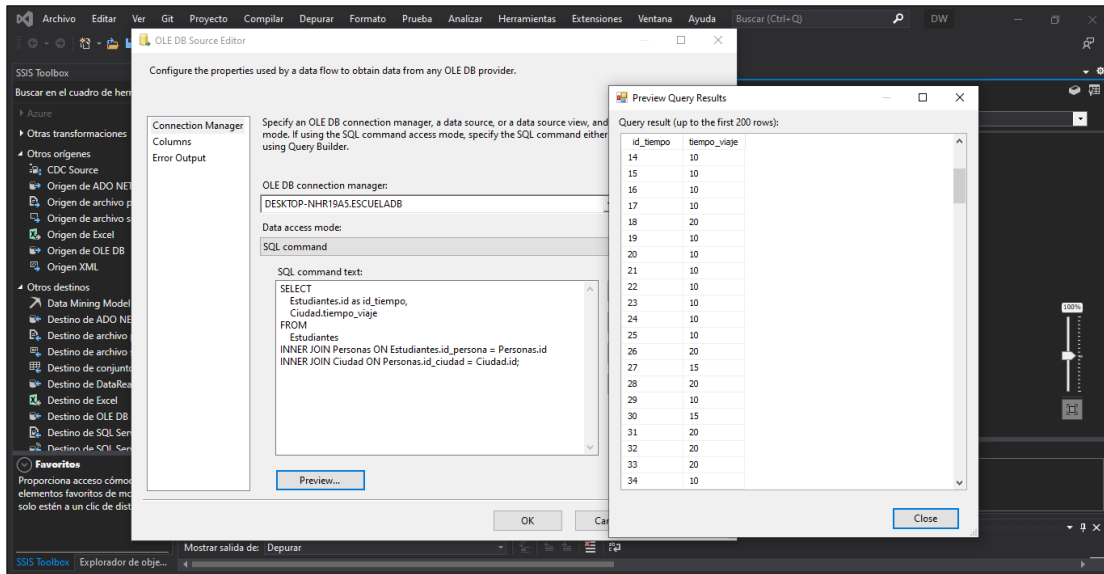 Archivo Editar Ver Git Proyecto Compilar Depurar Formato Prueba Analizar Herramientas Extensiones Ventana Ayuda Buscar (Ctrl+Q) DW
OLE DB Source Editor
Configure the properties used by a data flow to obtain data from any OLE DB provider.
SSIS Toolbox
Buscar en el cuadro de
Azure
Otras transformaciones
Otros orígenes
CDC Source
Origen de ADO NET
Origen de archivo
Origen de archivo
Origen de Excel
Origen de OLE DB
Origen XML
Otros destinos
Data Mining Model
Destino de ADO
Destino de archivo
Destino de archivo
Destino de
Destino de
Destino de Excel
Destino de OLE DB
Destino de SQL
Destino de SQL
Favoritos
Proporciona acceso
elementos favoritos de
solo estén a un clic de
SSIS Toolbox Explorador de obje...
Connection Manager
Columns
Error Output
Specify an OLE DB connection manager, a data source, or a data source view, and
mode. If using the SQL command access mode, specify the SQL command either
using Query Builder.
OLE DB connection manager:
DESKTOP-NHR19A5.ESCUELADB
Data access mode:
SQL command
SQL command text:
SELECT
Estudiantes.id as id_tiempo,
Ciudad.tiempo_viaje
FROM
Estudiantes
INNER JOIN Personas ON Estudiantes.id_persona = Personas.id
INNER JOIN Ciudad ON Personas.id_ciudad = Ciudad.id;
Preview...
OK
Mostrar salida de: Depurar
Preview Query Results
Query result (up to the first 200 rows):
id_tiempo tiempo_viaje
14 10
15 10
16 10
17 10
18 20
19 10
20 10
21 10
22 10
23 10
24 10
25 10
26 20
27 15
28 20
29 10
30 15
31 20
32 20
33 20
34 10
Close
100%